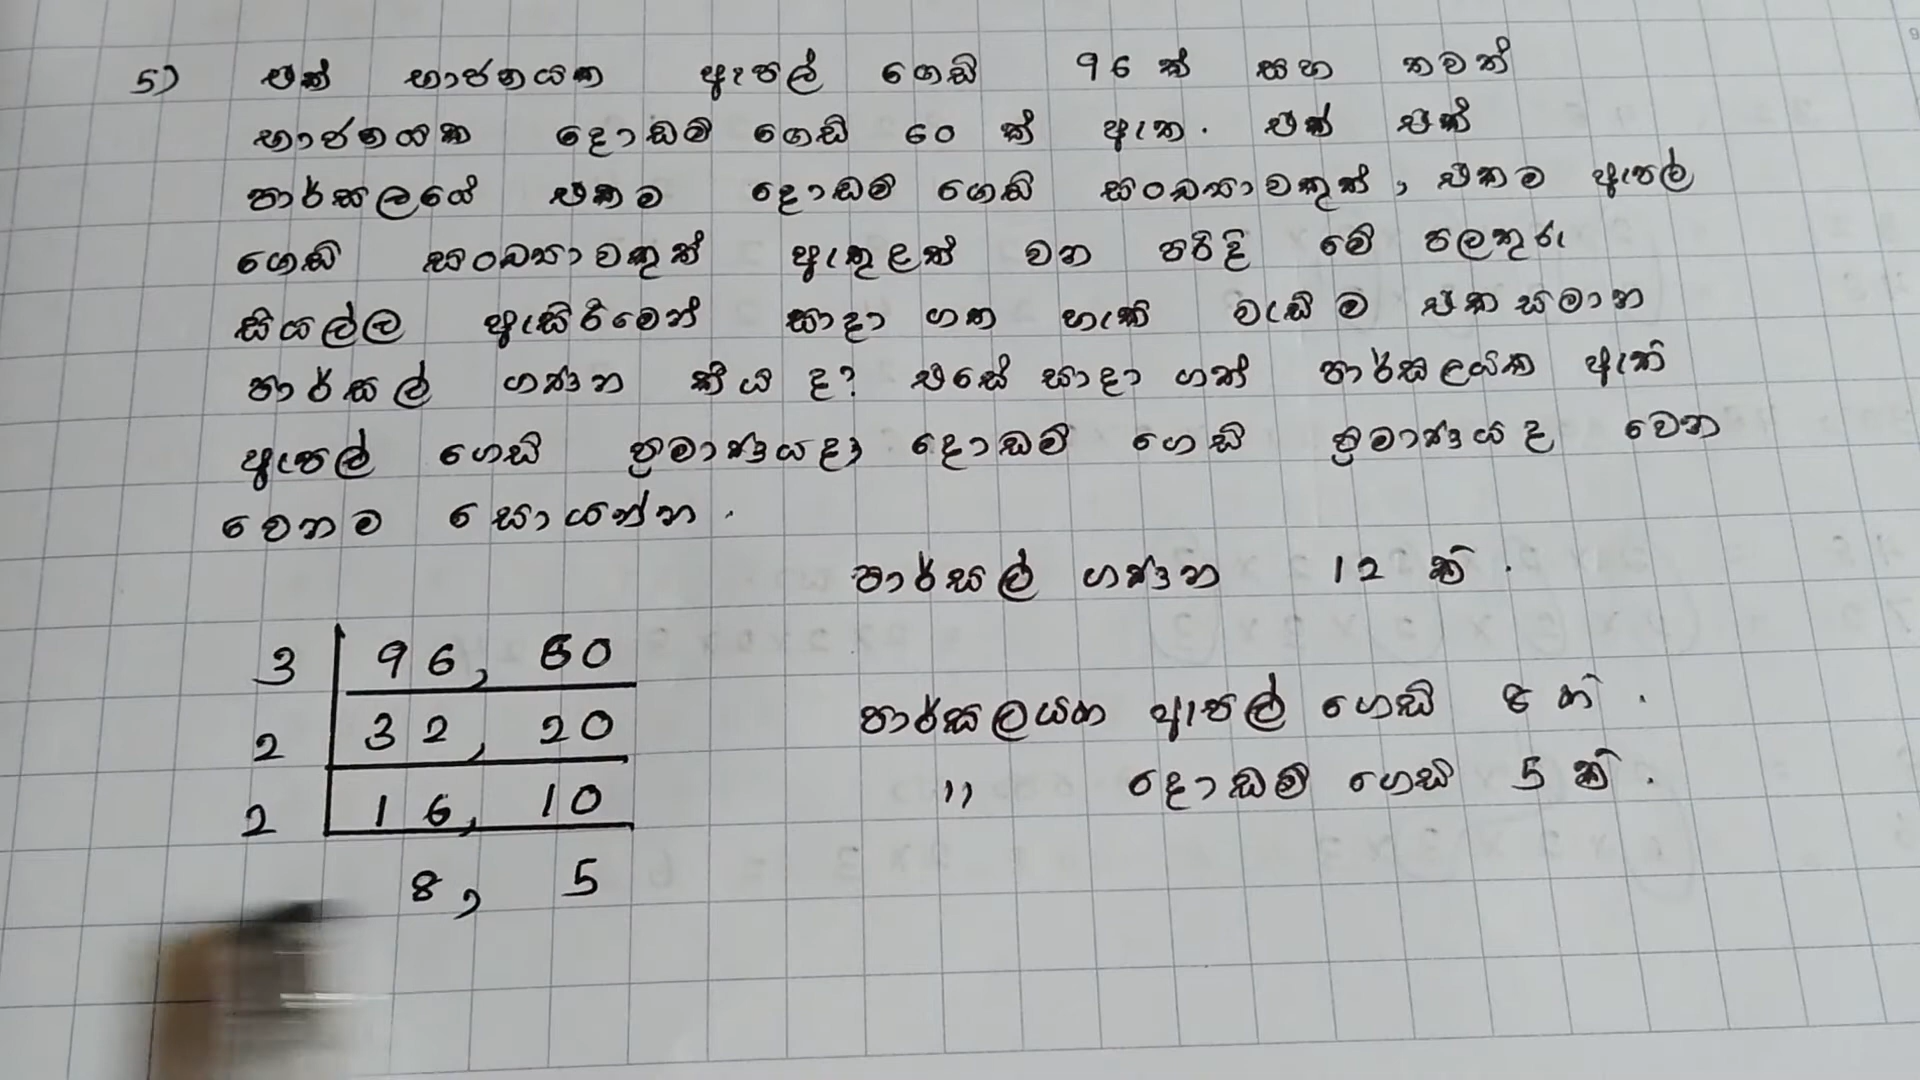 5) එක් භාජනයක ඇපල් ගෙඩි 96 ක් සහ තවත්
භාජනයක දොඩම් ගෙඩි 60 ක් ඇත. එක් එක්
පාර්සලයේ එකම දොඩම් ගෙඩි සංඛ්‍යාවකුත්, එකම ඇපල්
ගෙඩි සංඛ්‍යාවකුත් ඇතුළත් වන පරිදි මේ පලතුරු
සියල්ල ඇසිරීමෙන් සාදා ගත හැකි වැඩිම එක සමාන
පාර්සල් ගණන කීය ද? එසේ සාදා ගත් පාර්සලයක ඇති
ඇපල් ගෙඩි ප්‍රමාණයද, දොඩම් ගෙඩි ප්‍රමාණය ද වෙන
වෙනම සොයන්න.
පාර්සල් ගණන 12 කි.
3 96, 60
2 32, 20
2 16, 10
8, 5
පාර්සලයක ඇපල් ගෙඩි 8 කි.
,, දොඩම් ගෙඩි 5 කි.